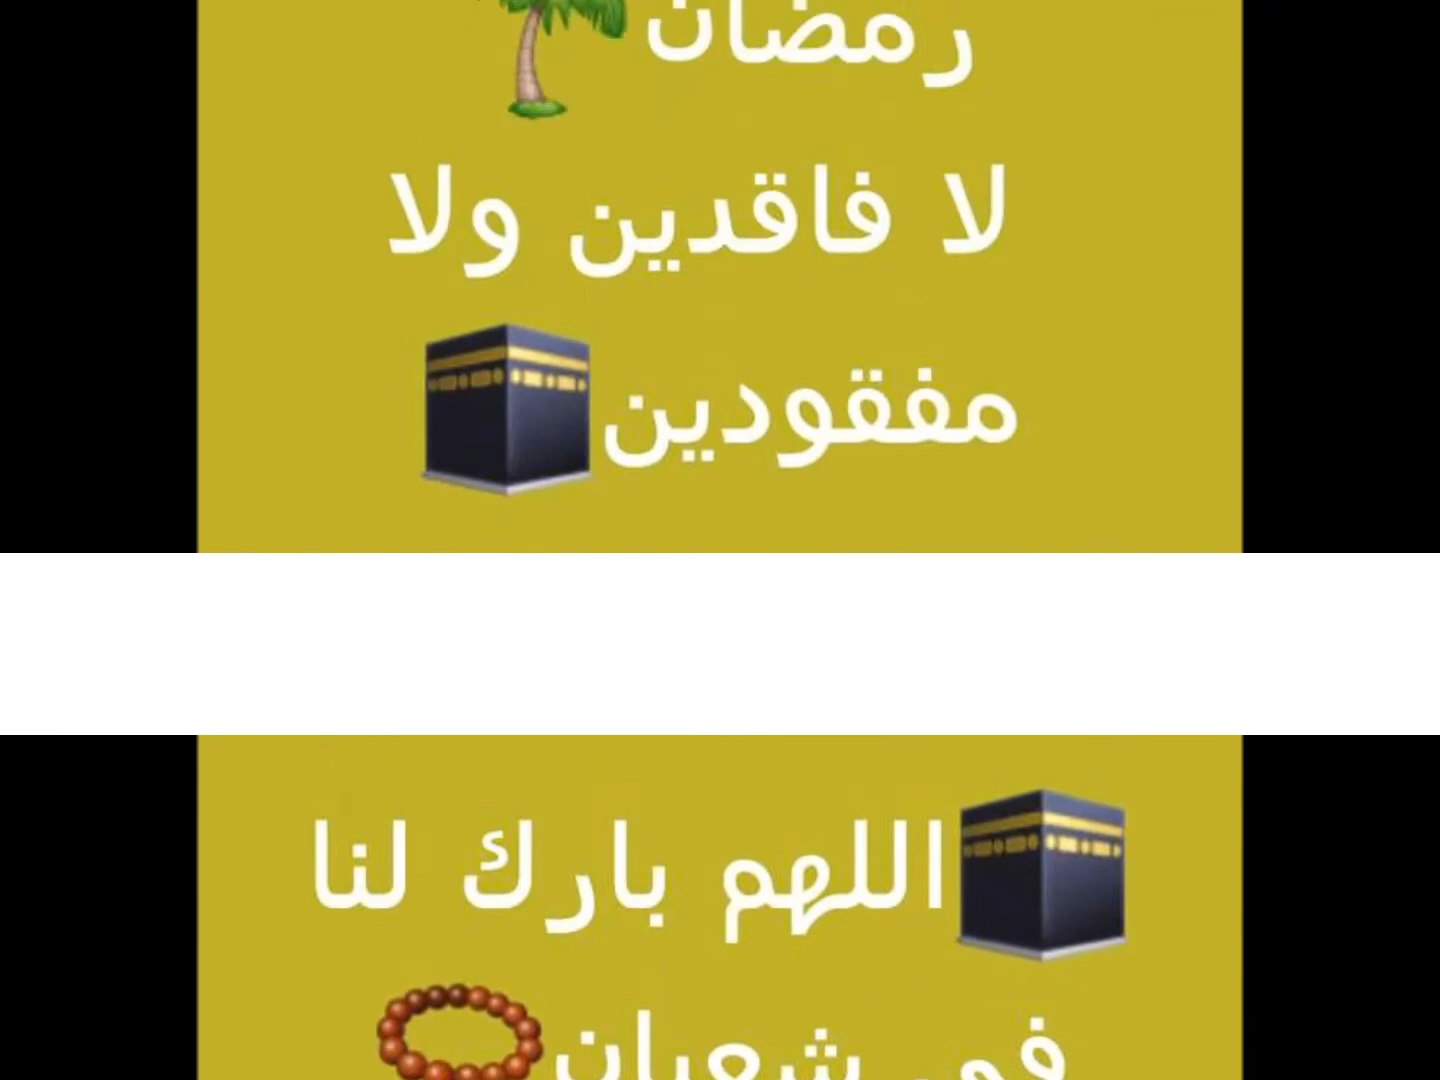 رمضان
لا فاقدين ولا
مفقودين
اللهم بارك لنا
في شعبان